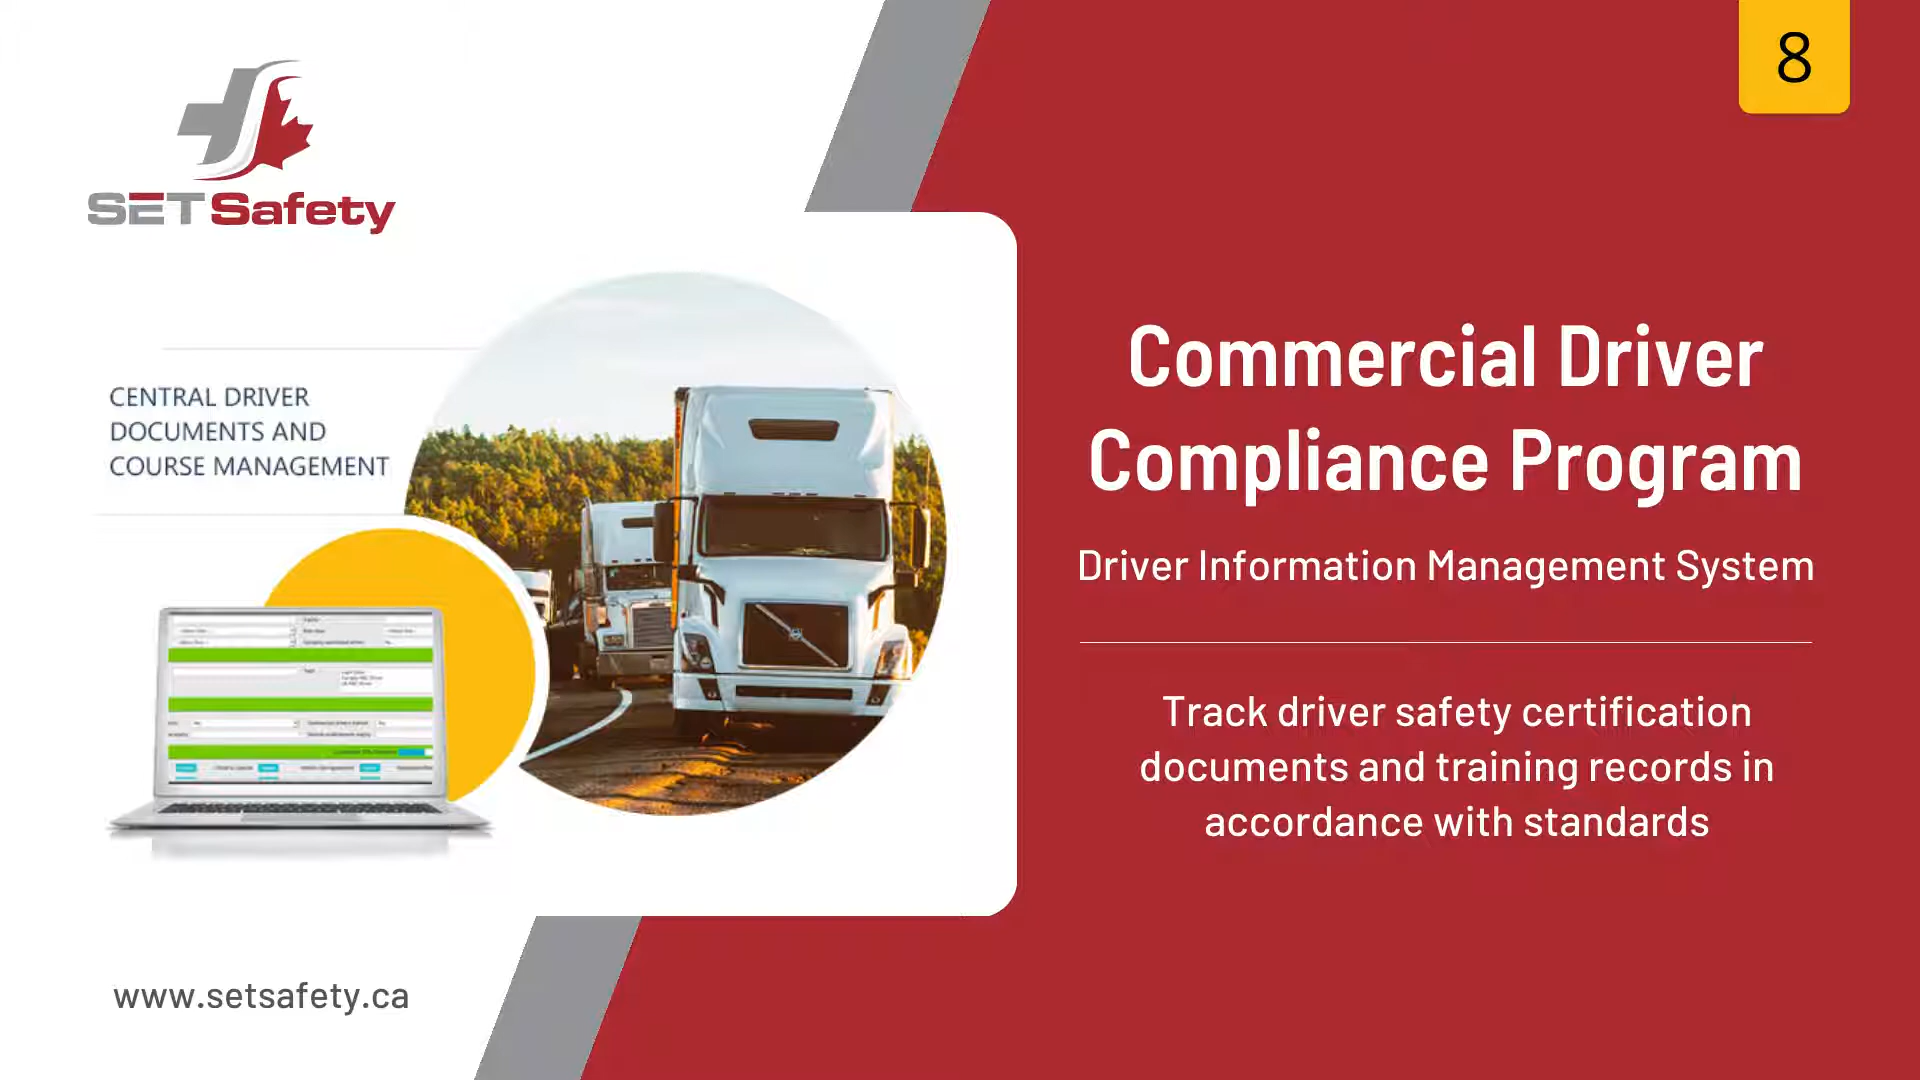 8
SET Safety
CENTRAL DRIVER
DOCUMENTS AND
COURSE MANAGEMENT
Commercial Driver
Compliance Program
Driver Information Management System
Track driver safety certification
documents and training records in
accordance with standards
www.setsafety.ca